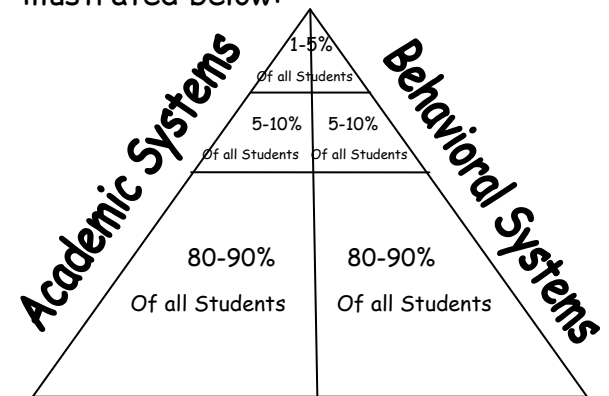 illustrated below:
1-5%
Of all Students
5-10% 5-10%
Of all Students Of all Students
80-90% 80-90%
Of all Students Of all Students
Academic Systems
Behavioral Systems